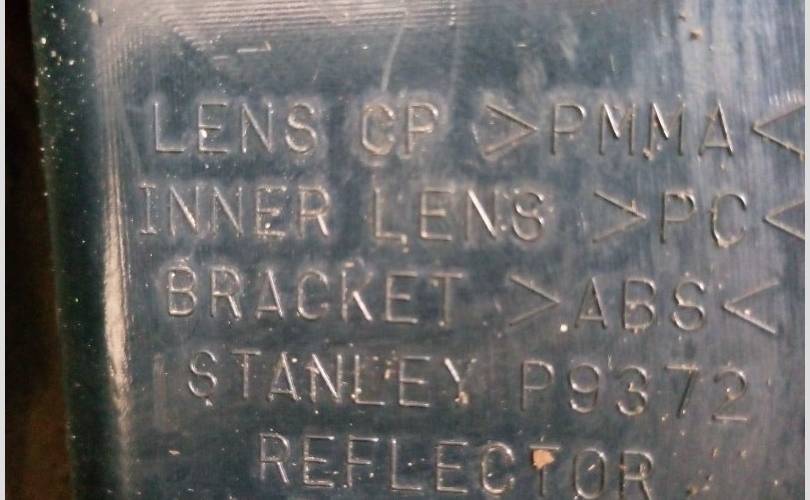 LENS CP >PMMA<
INNER LENS >PC<
BRACKET >ABS<
STANLEY P9372
REFLECTOR